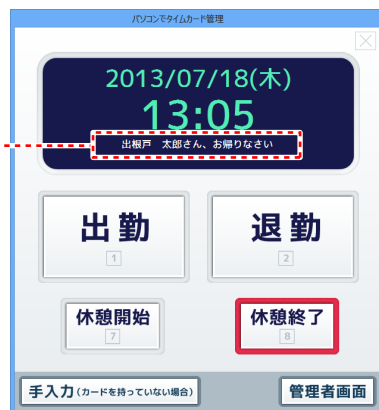 パソコンでタイムカード管理
2013/07/18(木)
13:05
出根戸　太郎さん、お帰りなさい
出勤
1
退勤
2
休憩開始
7
休憩終了
8
手入力(カードを持っていない場合)
管理者画面